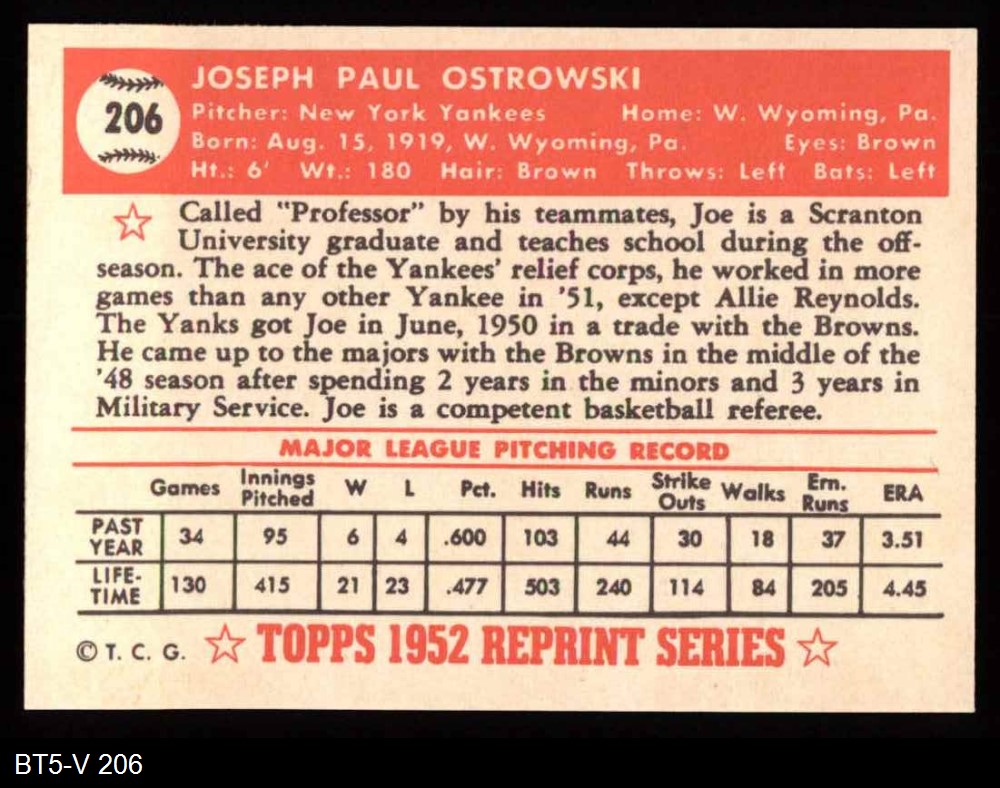 206
JOSEPH PAUL OSTROWSKI
Pitcher: New York Yankees Home: W. Wyoming, Pa.
Born: Aug. 15, 1919, W. Wyoming, Pa. Eyes: Brown
Ht.: 6' Wt.: 180 Hair: Brown Throws: Left Bats: Left
Called "Professor" by his teammates, Joe is a Scranton
University graduate and teaches school during the off-
season. The ace of the Yankees' relief corps, he worked in more
games than any other Yankee in '51, except Allie Reynolds.
The Yanks got Joe in June, 1950 in a trade with the Browns.
He came up to the majors with the Browns in the middle of the
'48 season after spending 2 years in the minors and 3 years in
Military Service. Joe is a competent basketball referee.
MAJOR LEAGUE PITCHING RECORD
Games Innings Pitched W L Pct. Hits Runs Strike Outs Walks Ern. Runs ERA
PAST YEAR 34 95 6 4 .600 103 44 30 18 37 3.51
LIFE-TIME 130 415 21 23 .477 503 240 114 84 205 4.45
© T. C. G. TOPPS 1952 REPRINT SERIES
BT5-V 206